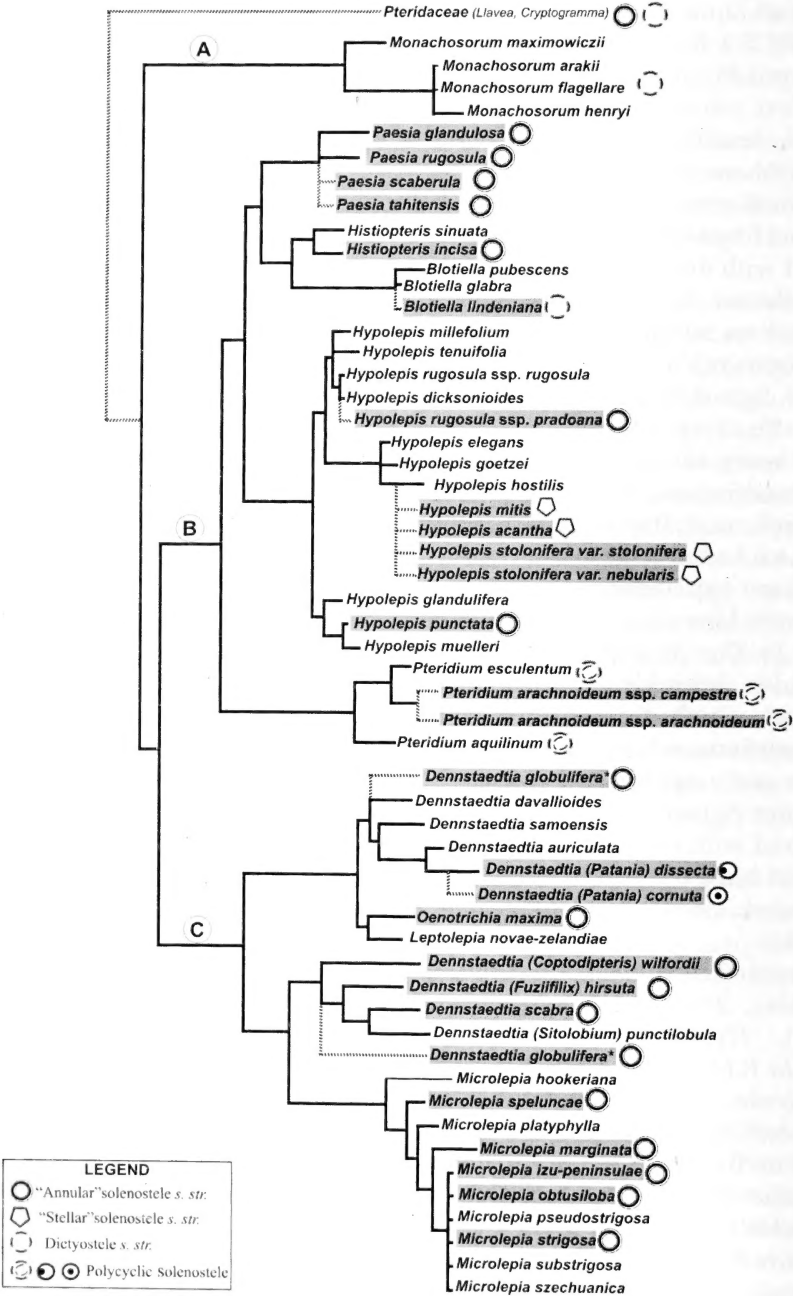 Pteridaceae (Llavea, Cryptogramma)
A
Monachosorum maximowiczii
Monachosorum arakii
Monachosorum flagellare
Monachosorum henryi
Paesia glandulosa
Paesia rugosula
Paesia scaberula
Paesia tahitensis
Histiopteris sinuata
Histiopteris incisa
Blotiella pubescens
Blotiella glabra
Blotiella lindeniana
Hypolepis millefolium
Hypolepis tenuifolia
Hypolepis rugosula ssp. rugosula
Hypolepis dicksonioides
Hypolepis rugosula ssp. pradoana
Hypolepis elegans
Hypolepis goetzei
Hypolepis hostilis
Hypolepis mitis
B
Hypolepis acantha
Hypolepis stolonifera var. stolonifera
Hypolepis stolonifera var. nebularis
Hypolepis glandulifera
Hypolepis punctata
Hypolepis muelleri
Pteridium esculentum
Pteridium arachnoideum ssp. campestre
Pteridium arachnoideum ssp. arachnoideum
Pteridium aquilinum
Dennstaedtia globulifera*
Dennstaedtia davallioides
Dennstaedtia samoensis
Dennstaedtia auriculata
Dennstaedtia (Patania) dissecta
Dennstaedtia (Patania) cornuta
Oenotrichia maxima
C
Leptolepia novae-zelandiae
Dennstaedtia (Coptodipteris) wilfordii
Dennstaedtia (Fuziifilix) hirsuta
Dennstaedtia scabra
Dennstaedtia (Sitolobium) punctilobula
Dennstaedtia globulifera*
Microlepia hookeriana
Microlepia speluncae
Microlepia platyphylla
Microlepia marginata
Microlepia izu-peninsulae
Microlepia obtusiloba
Microlepia pseudostrigosa
Microlepia strigosa
Microlepia substrigosa
Microlepia szechuanica
LEGEND
"Annular"solenostele s. str.
"Stellar"solenostele s. str.
Dictyostele s. str.
Polycyclic Solenostele